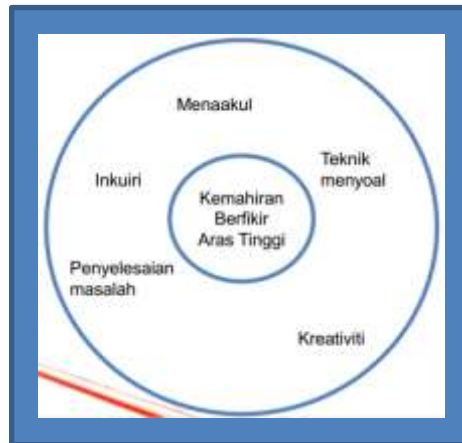 Menaakul
Teknik
menyoal
Inkuiri
Kemahiran
Berfikir
Aras Tinggi
Penyelesaian
masalah
Kreativiti